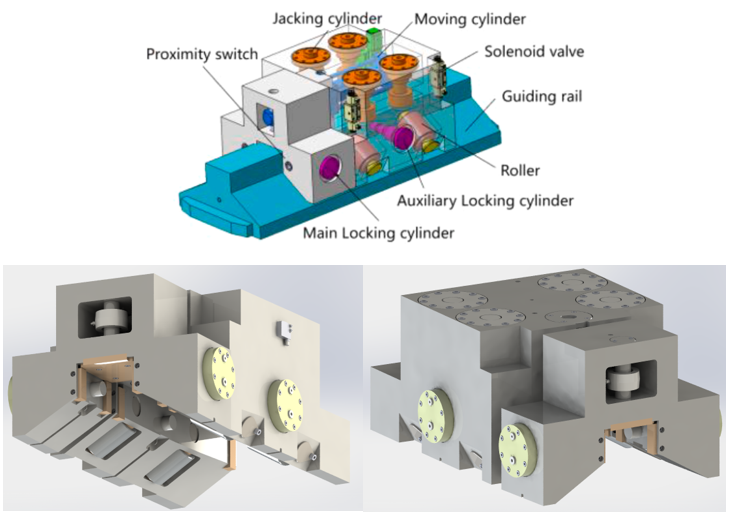 Jacking cylinder
Moving cylinder
Proximity switch
Solenoid valve
Guiding rail
Roller
Auxiliary Locking cylinder
Main Locking cylinder